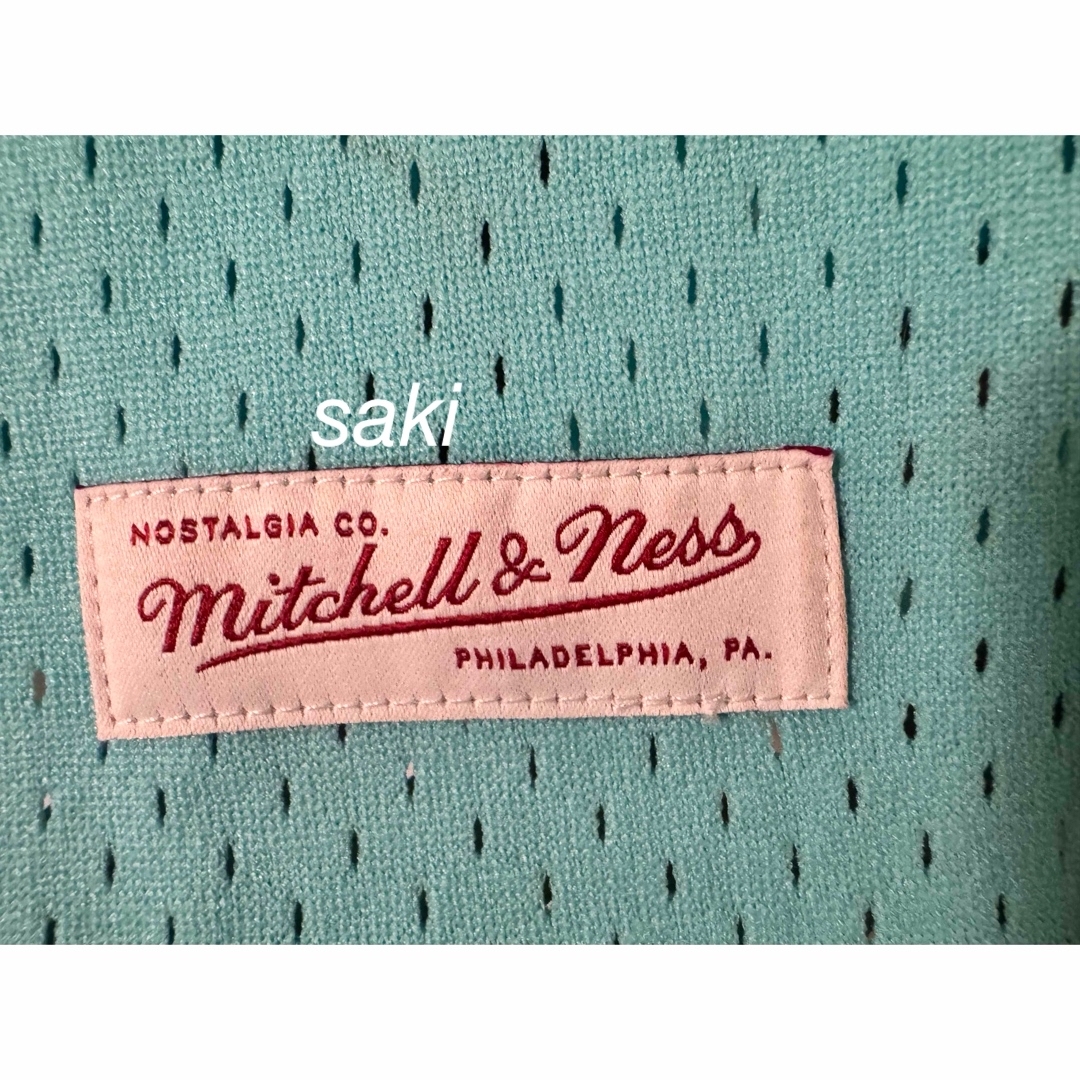 saki
NOSTALGIA CO.
Mitchell & Ness
PHILADELPHIA, PA.